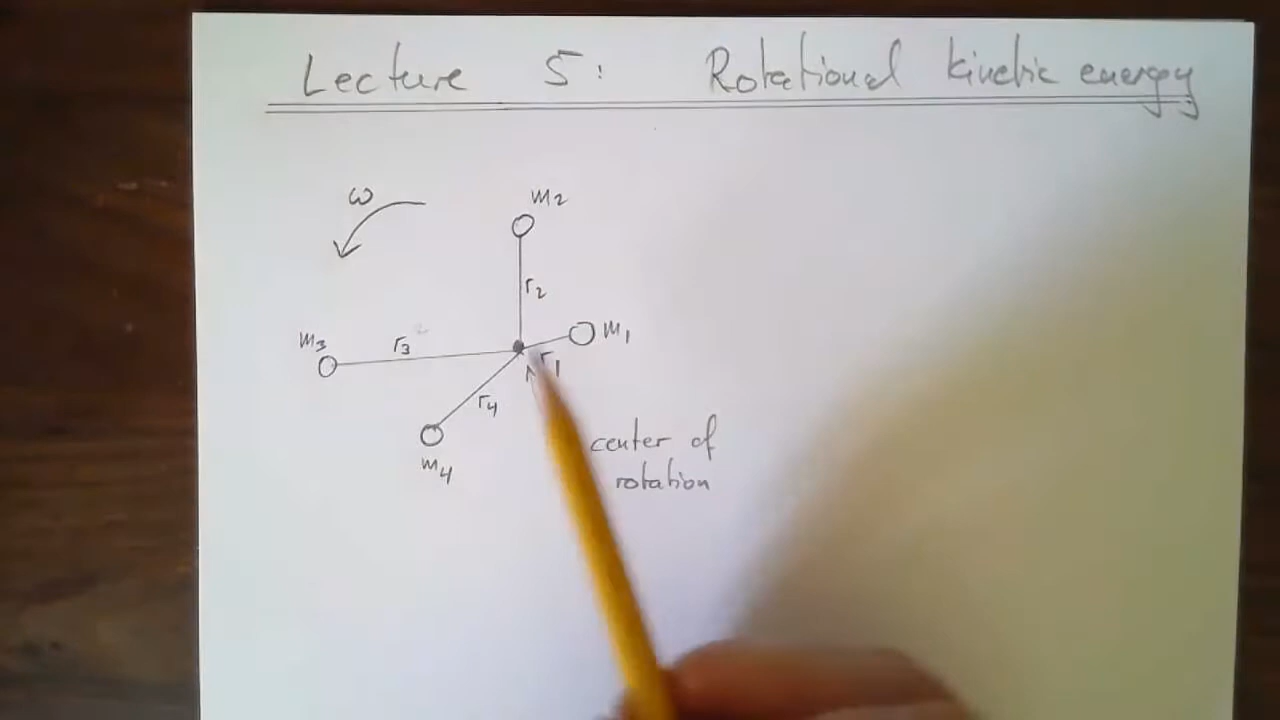 Lecture 5: Rotational kinetic energy
ω
m2
r2
m3
r3
m1
r1
r4
m4
center of
rotation